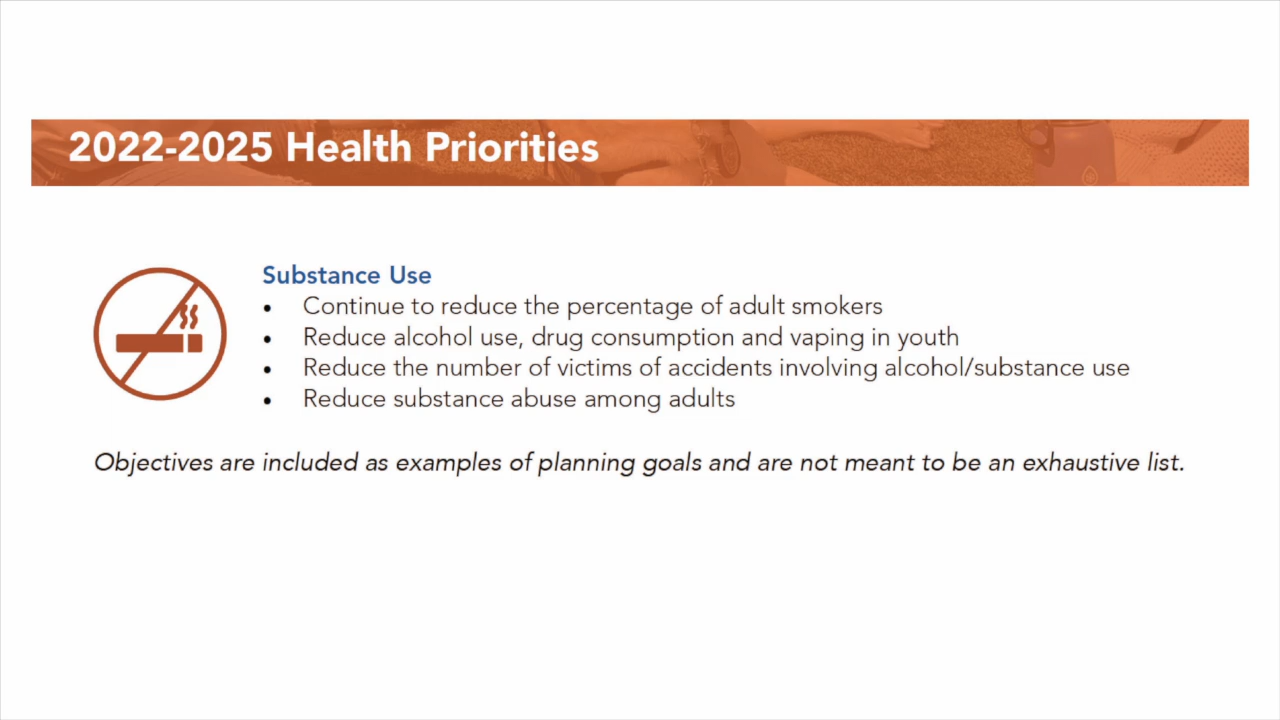 2022-2025 Health Priorities
Substance Use
• Continue to reduce the percentage of adult smokers
• Reduce alcohol use, drug consumption and vaping in youth
• Reduce the number of victims of accidents involving alcohol/substance use
• Reduce substance abuse among adults
Objectives are included as examples of planning goals and are not meant to be an exhaustive list.